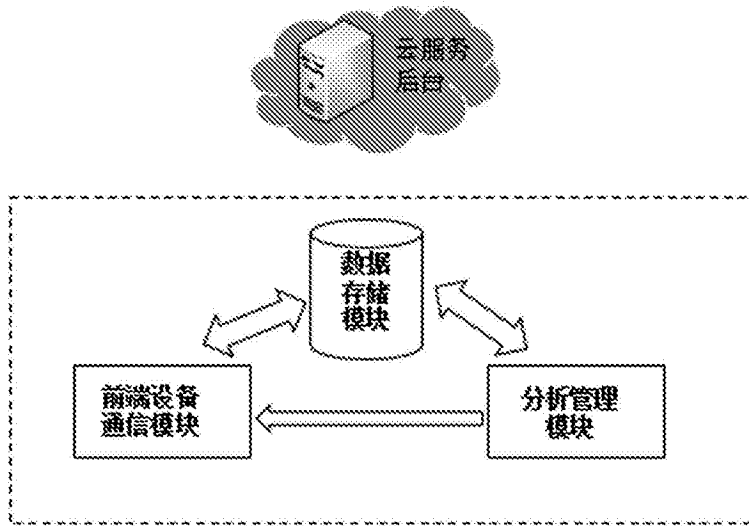 云服务
后台
数据
存储
模块
前端设备
通信模块
分析管理
模块